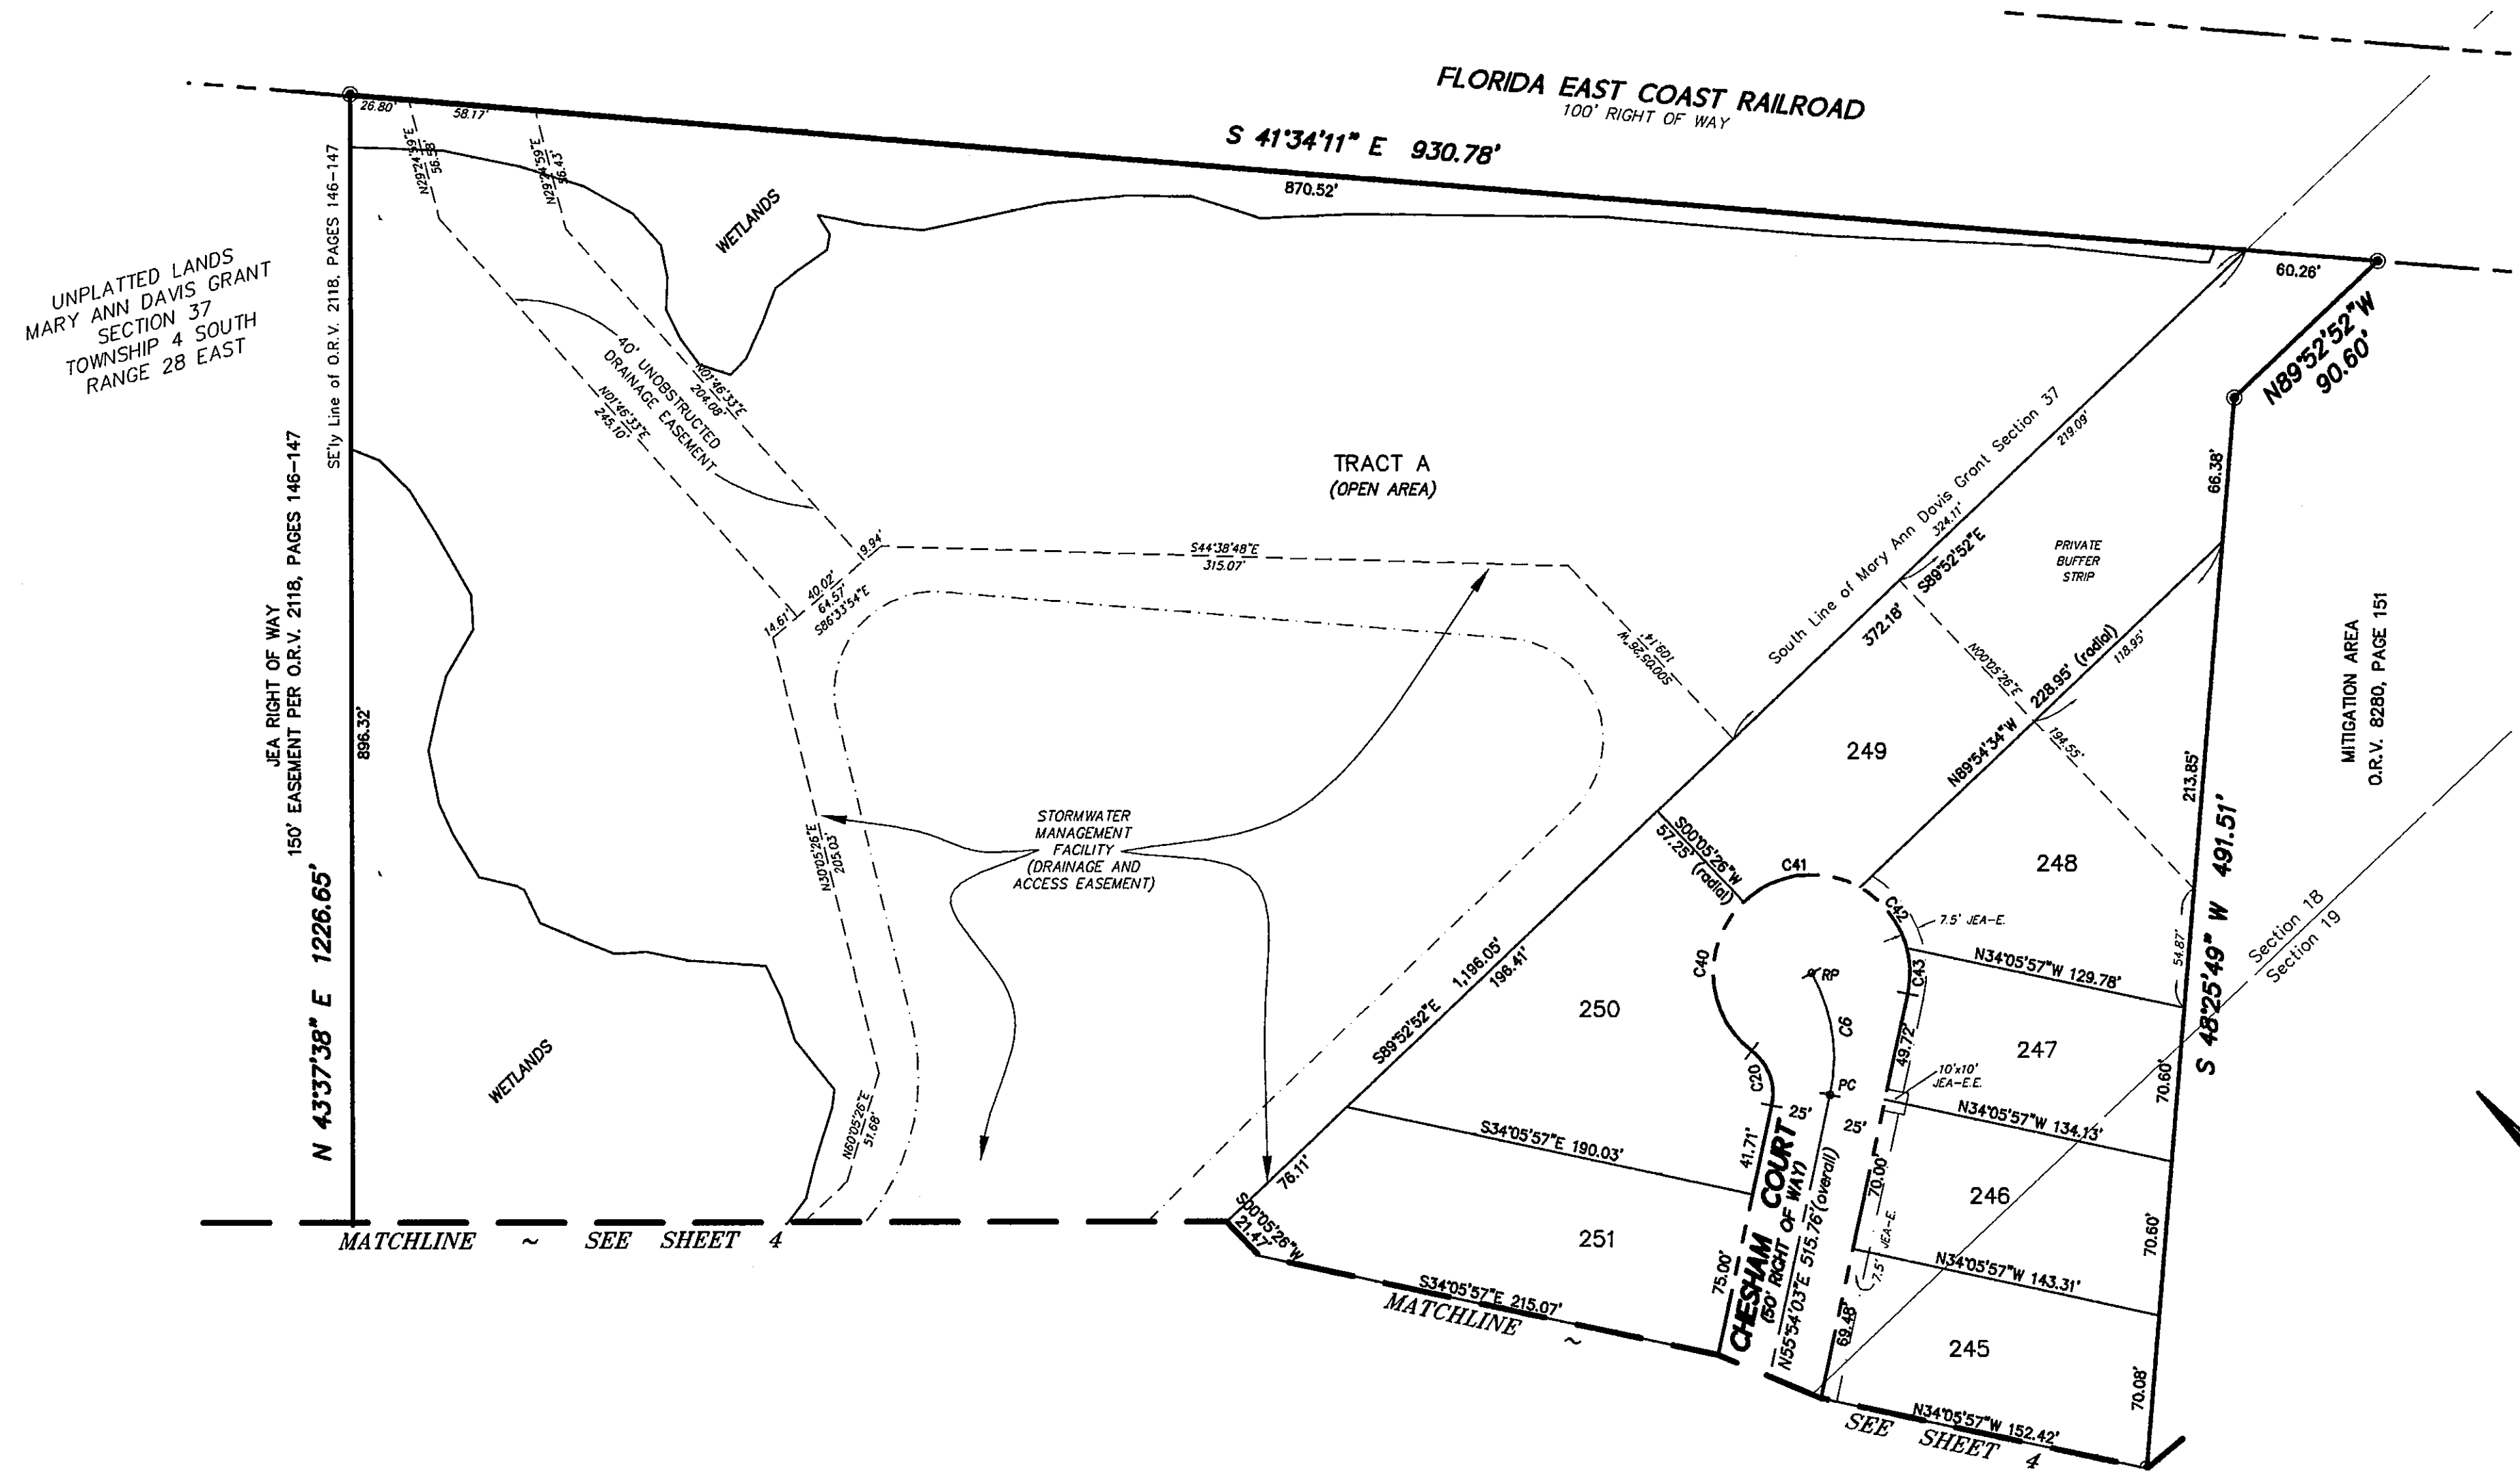 FLORIDA EAST COAST RAILROAD
100' RIGHT OF WAY
S 41°34'11" E 930.78'
870.52'
26.80'
58.17'
60.26'
N29°24'59"E
56.58'
N29°24'59"E
56.43'
WETLANDS
N89°52'52"W
90.60'
UNPLATTED LANDS
MARY ANN DAVIS GRANT
SECTION 37
TOWNSHIP 4 SOUTH
RANGE 28 EAST
SE'ly Line of O.R.V. 2118, PAGES 146-147
JEA RIGHT OF WAY
150' EASEMENT PER O.R.V. 2118, PAGES 146-147
N 43°37'38" E 1226.65'
896.32'
40' UNOBSTRUCTED
DRAINAGE EASEMENT
N01°46'33"E
204.08'
N01°46'33"E
245.10'
TRACT A
(OPEN AREA)
South Line of Mary Ann Davis Grant Section 37
219.09'
324.11'
S89°52'52"E
372.18'
66.38'
PRIVATE
BUFFER
STRIP
9.94'
40.02'
64.57'
S86°33'54"E
14.61'
S44°38'48"E
315.07'
S00°05'26"W
109.14'
N00°05'26"E
194.55'
N89°54'34"W 228.95' (radial)
118.95'
MITIGATION AREA
O.R.V. 8280, PAGE 151
249
213.85'
S 48°25'49" W 491.51'
STORMWATER
MANAGEMENT
FACILITY
(DRAINAGE AND
ACCESS EASEMENT)
N30°05'26"E
205.03'
S00°05'26"W
57.25' (radial)
C41
248
C42
7.5' JEA-E.
54.87'
Section 18
Section 19
N34°05'57"W 129.78'
C43
C40
RP
S89°52'52"E 1,196.05'
196.41'
250
C6
49.72'
247
10'x10'
JEA-E.E.
C20
PC
25'
25'
70.60'
N34°05'57"W 134.13'
WETLANDS
N60°05'26"E
51.68'
S34°05'57"E 190.03'
41.71'
76.11'
70.00'
246
JEA-E.
7.5'
70.60'
N34°05'57"W 143.31'
S00°05'26"W
21.47'
251
CHESHAM COURT
(50' RIGHT OF WAY)
N55°54'03"E 515.76'(overall)
75.00'
69.48'
245
70.08'
MATCHLINE ~ SEE SHEET 4
S34°05'57"E 215.07'
MATCHLINE ~
N34°05'57"W 152.42'
SEE SHEET 4